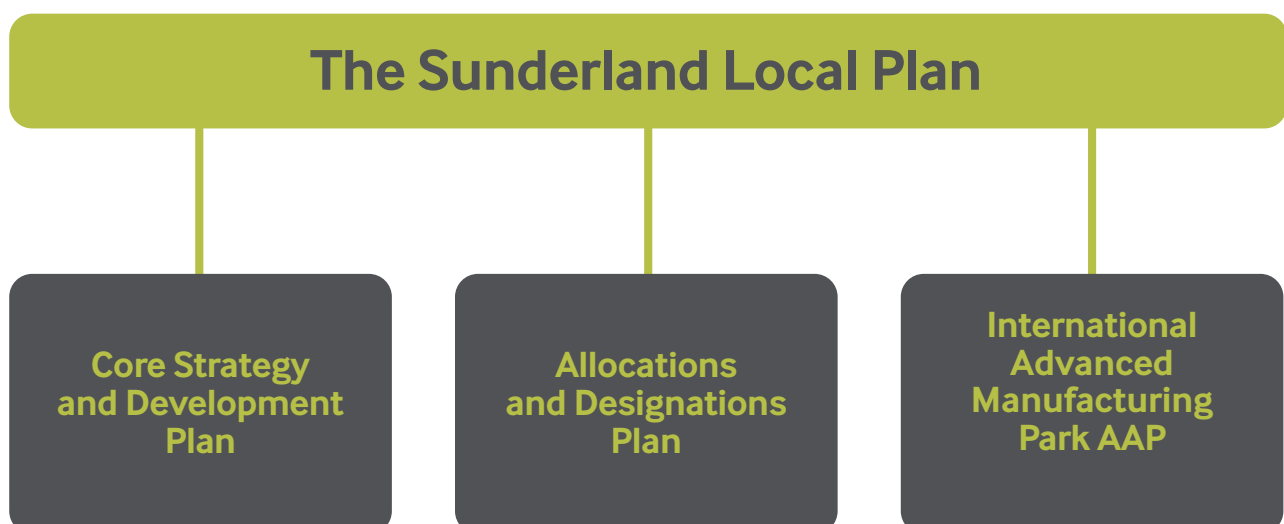 The Sunderland Local Plan
Core Strategy
and Development
Plan
Allocations
and Designations
Plan
International
Advanced
Manufacturing
Park AAP